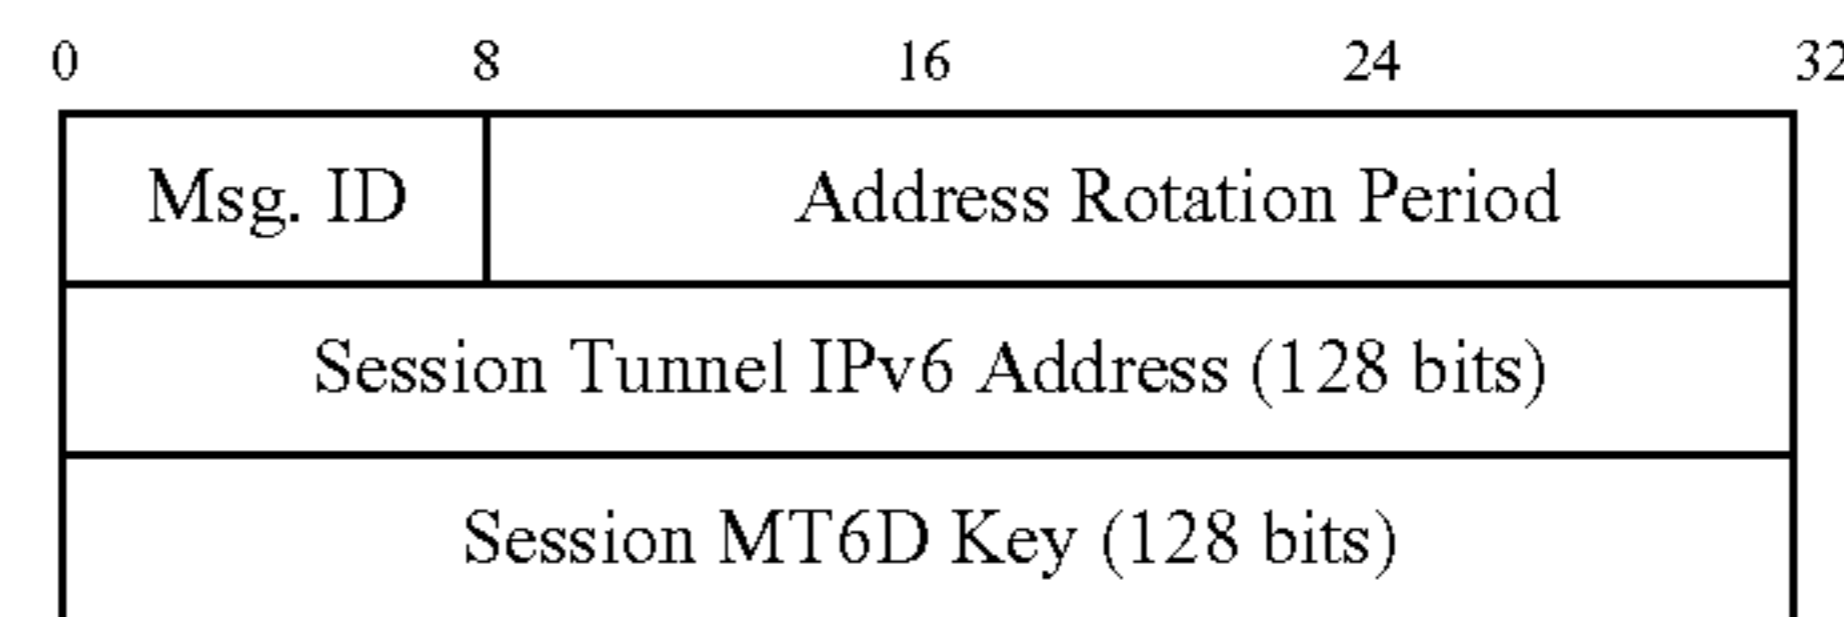 0 8 16 24 32
Msg. ID Address Rotation Period
Session Tunnel IPv6 Address (128 bits)
Session MT6D Key (128 bits)